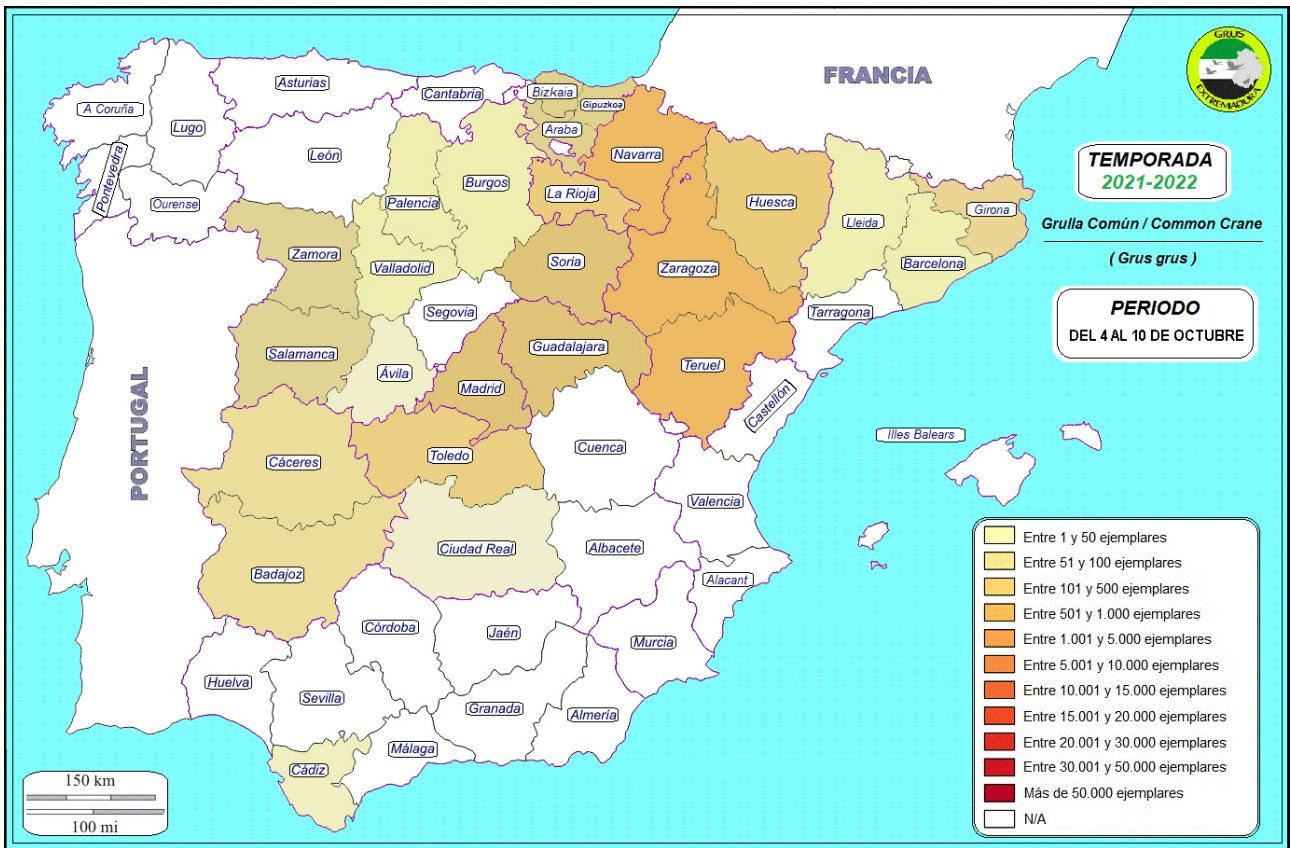 GRUS
EXTREMADURA
FRANCIA
TEMPORADA
2021-2022
Grulla Común / Common Crane
( Grus grus )
PERIODO
DEL 4 AL 10 DE OCTUBRE
A Coruña
Lugo
Asturias
Cantabria
Bizkaia
Gipuzkoa
Araba
Navarra
Pontevedra
Ourense
León
Palencia
Burgos
La Rioja
Huesca
Lleida
Girona
Barcelona
Zamora
Valladolid
Soria
Zaragoza
Segovia
Tarragona
Salamanca
Ávila
Madrid
Guadalajara
Teruel
Castellón
PORTUGAL
Cáceres
Toledo
Cuenca
Illes Balears
Valencia
Badajoz
Ciudad Real
Albacete
Alacant
Córdoba
Jaén
Murcia
Huelva
Sevilla
Granada
Almería
Málaga
Cádiz
Entre 1 y 50 ejemplares
Entre 51 y 100 ejemplares
Entre 101 y 500 ejemplares
Entre 501 y 1.000 ejemplares
Entre 1.001 y 5.000 ejemplares
Entre 5.001 y 10.000 ejemplares
Entre 10.001 y 15.000 ejemplares
Entre 15.001 y 20.000 ejemplares
Entre 20.001 y 30.000 ejemplares
Entre 30.001 y 50.000 ejemplares
Más de 50.000 ejemplares
N/A
150 km
100 mi